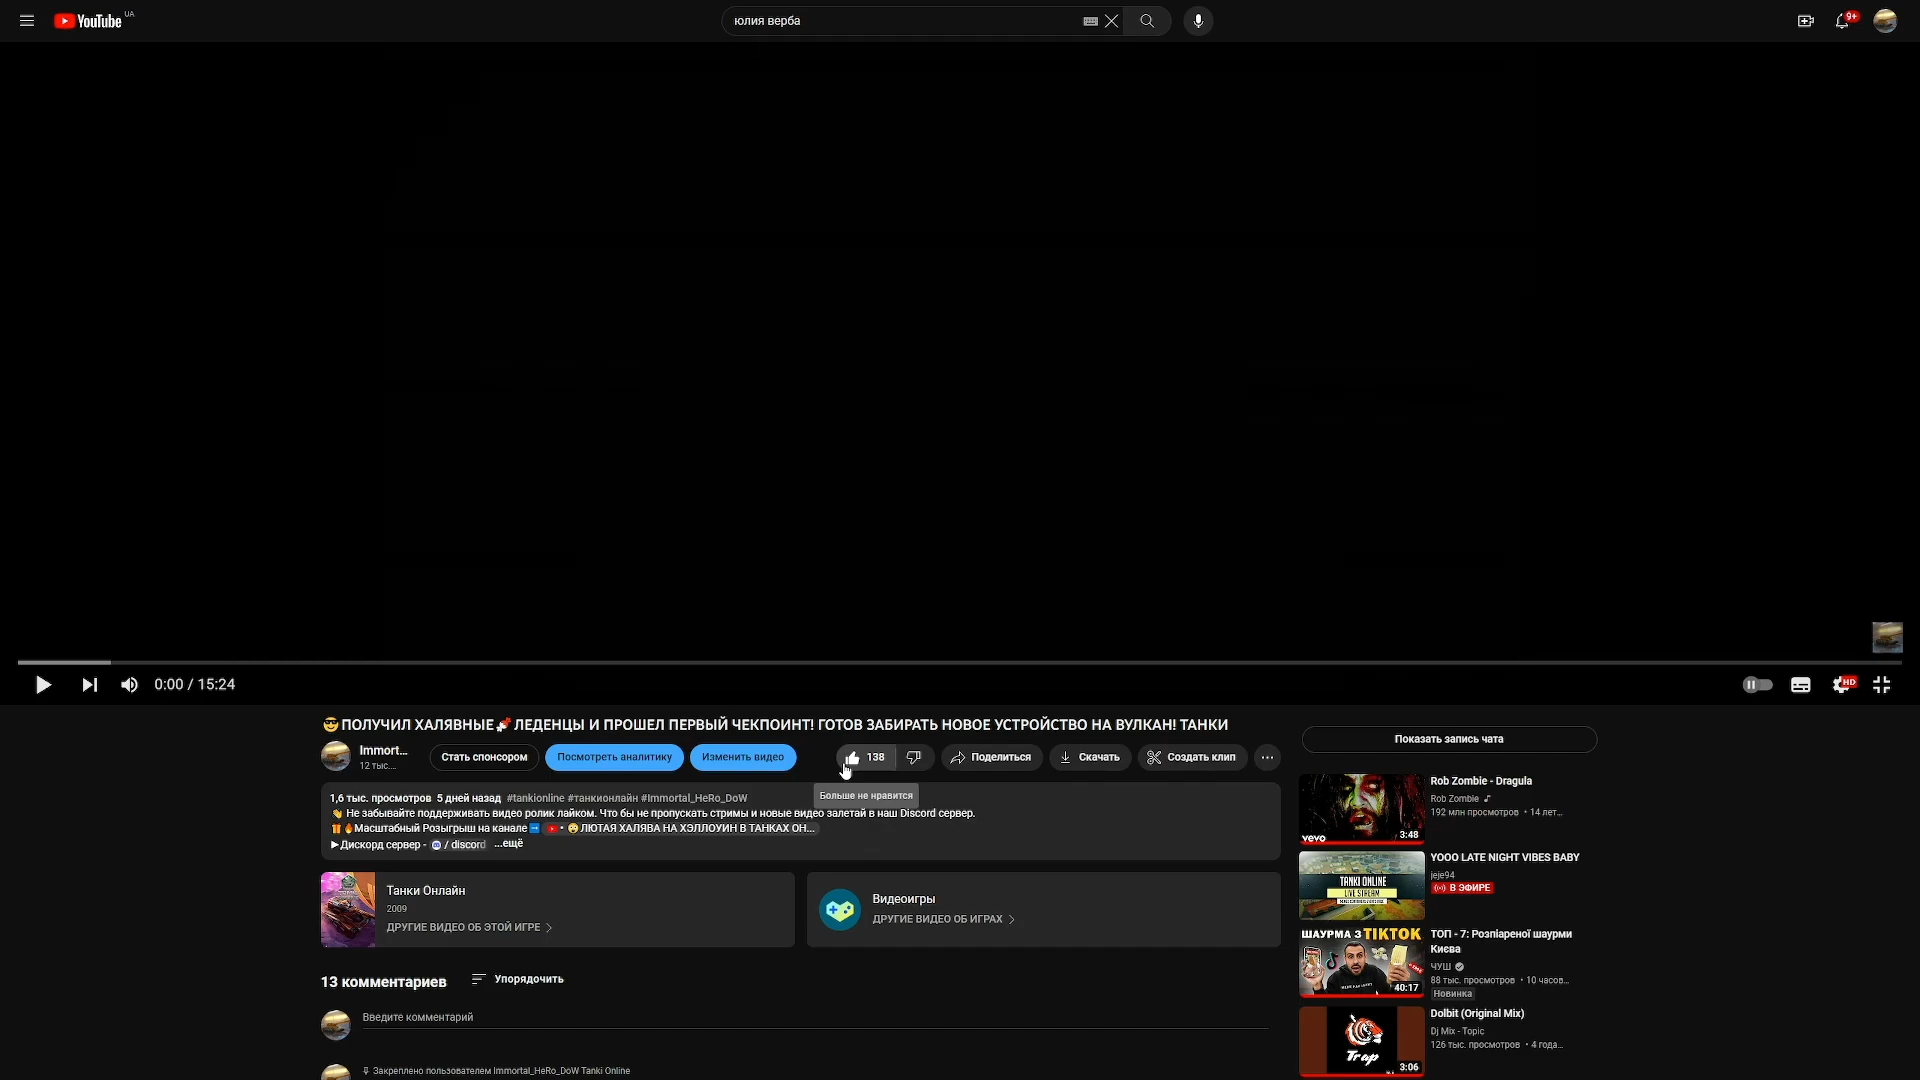 YouTube UA
юлия верба
9+
0:00 / 15:24
HD
😎ПОЛУЧИЛ ХАЛЯВНЫЕ🍬ЛЕДЕНЦЫ И ПРОШЕЛ ПЕРВЫЙ ЧЕКПОИНТ! ГОТОВ ЗАБИРАТЬ НОВОЕ УСТРОЙСТВО НА ВУЛКАН! ТАНКИ
Immort...
12 тыс....
Стать спонсором
Посмотреть аналитику
Изменить видео
138
Поделиться
Скачать
Создать клип
Больше не нравится
1,6 тыс. просмотров 5 дней назад #tankionline #танкионлайн #Immortal_HeRo_DoW
👋 Не забывайте поддерживать видео ролик лайком. Что бы не пропускать стримы и новые видео залетай в наш Discord сервер.
🎁🔥Масштабный Розыгрыш на канале➡️ • 😲ЛЮТАЯ ХАЛЯВА НА ХЭЛЛОУИН В ТАНКАХ ОН...
▶Дискорд сервер - / discord ...ещё
Танки Онлайн
2009
ДРУГИЕ ВИДЕО ОБ ЭТОЙ ИГРЕ
Видеоигры
ДРУГИЕ ВИДЕО ОБ ИГРАХ
13 комментариев
Упорядочить
Введите комментарий
Закреплено пользователем Immortal_HeRo_DoW Tanki Online
Показать запись чата
vevo
3:48
Rob Zombie - Dragula
Rob Zombie
192 млн просмотров • 14 лет...
TANKI ONLINE
LIVE STREAM
YOOO LATE NIGHT VIBES BABY
jeje94
В ЭФИРЕ
ШАУРМА З TIKTOK
40:17
ТОП - 7: Розпіареної шаурми
Києва
ЧУШ
88 тыс. просмотров • 10 часов...
Новинка
Trap
3:06
Dolbit (Original Mix)
Dj Mix - Topic
126 тыс. просмотров • 4 года...